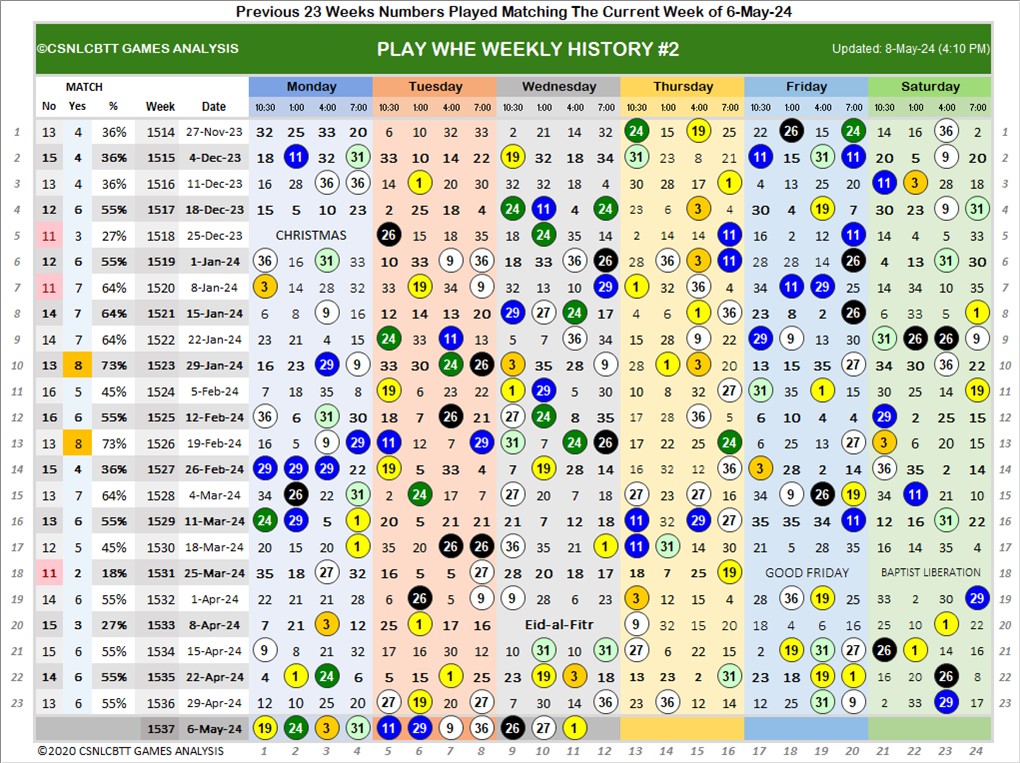 Previous 23 Weeks Numbers Played Matching The Current Week of 6-May-24
©CSNLCBTT GAMES ANALYSIS PLAY WHE WEEKLY HISTORY #2 Updated: 8-May-24 (4:10 PM)
MATCH Monday Tuesday Wednesday Thursday Friday Saturday
No Yes % Week Date 10:30 1:00 4:00 7:00 10:30 1:00 4:00 7:00 10:30 1:00 4:00 7:00 10:30 1:00 4:00 7:00 10:30 1:00 4:00 7:00 10:30 1:00 4:00 7:00
1 13 4 36% 1514 27-Nov-23 32 25 33 20 6 10 32 33 2 21 14 32 24 15 19 25 22 26 15 24 14 16 36 2 1
2 15 4 36% 1515 4-Dec-23 18 11 32 31 33 10 14 22 19 32 18 34 31 23 8 21 11 15 31 11 20 5 9 20 2
3 13 4 36% 1516 11-Dec-23 16 28 36 36 14 1 20 30 32 32 18 4 30 28 17 1 4 13 25 20 11 3 28 18 3
4 12 6 55% 1517 18-Dec-23 15 5 10 23 2 25 18 4 24 11 4 24 23 6 3 4 30 4 19 7 30 23 9 31 4
5 11 3 27% 1518 25-Dec-23 CHRISTMAS 26 15 18 35 18 24 35 14 2 14 14 11 16 2 12 11 14 4 5 33 5
6 12 6 55% 1519 1-Jan-24 36 16 31 33 10 33 9 36 18 33 36 26 28 36 3 11 28 28 14 26 4 13 31 30 6
7 11 7 64% 1520 8-Jan-24 3 14 28 32 33 19 34 9 32 13 10 29 1 32 36 4 34 11 29 25 14 34 10 35 7
8 14 7 64% 1521 15-Jan-24 3 8 9 16 12 14 13 20 29 27 24 17 4 6 1 36 23 8 2 26 6 33 5 1 8
9 14 7 64% 1522 22-Jan-24 23 21 4 15 24 33 11 13 5 7 36 34 15 28 9 22 29 9 13 30 31 26 26 9 9
10 13 8 73% 1523 29-Jan-24 16 23 29 9 33 30 24 26 3 35 28 9 28 1 3 20 13 15 35 27 34 30 36 22 10
11 16 5 45% 1524 5-Feb-24 7 18 35 8 19 6 23 22 1 29 5 30 10 8 32 27 31 35 1 4 30 25 14 19 11
12 16 6 55% 1525 12-Feb-24 36 6 31 30 18 7 26 21 27 24 8 35 17 28 36 5 6 10 4 4 29 2 25 15 12
13 13 8 73% 1526 19-Feb-24 16 5 9 29 11 12 7 29 31 7 24 26 13 22 25 24 6 25 13 27 3 6 20 15 13
14 15 4 36% 1527 26-Feb-24 29 29 29 22 19 5 33 4 7 19 28 14 16 32 12 36 3 28 2 14 36 35 2 14 14
15 13 7 64% 1528 4-Mar-24 34 26 22 31 2 24 17 4 27 20 7 18 27 23 27 16 34 9 26 19 34 11 21 10 15
16 13 6 55% 1529 11-Mar-24 24 29 5 1 20 5 21 21 21 7 12 18 11 32 29 27 35 35 34 11 12 16 31 22 16
17 12 5 45% 1530 18-Mar-24 20 15 20 1 35 20 26 26 36 35 21 1 11 31 14 30 21 5 28 35 16 14 35 4 17
18 11 2 18% 1531 25-Mar-24 35 18 27 32 16 5 5 27 28 20 18 17 18 7 25 19 GOOD FRIDAY BAPTIST LIBERATION 18
19 14 6 55% 1532 1-Apr-24 22 21 21 28 6 26 5 9 9 28 6 23 3 12 15 4 28 36 19 25 33 2 30 29 19
20 15 3 27% 1533 8-Apr-24 7 21 3 12 25 1 17 16 Eid-al-Fitr 9 32 15 20 18 4 6 16 25 10 1 22 20
21 15 6 55% 1534 15-Apr-24 9 8 21 32 17 16 30 12 10 31 12 31 27 6 22 15 2 19 31 27 26 1 14 16 21
22 14 6 55% 1535 22-Apr-24 4 1 24 6 5 15 1 25 23 19 3 18 13 23 2 31 23 18 19 1 16 20 26 8 22
23 13 6 55% 1536 29-Apr-24 12 10 25 20 27 19 20 27 7 30 14 36 23 36 12 14 12 25 31 9 2 33 29 17 23
1537 6-May-24 19 24 3 31 11 29 9 36 26 27 1
©2020 CSNLCBTT GAMES ANALYSIS 1 2 3 4 5 6 7 8 9 10 11 12 13 14 15 16 17 18 19 20 21 22 23 24